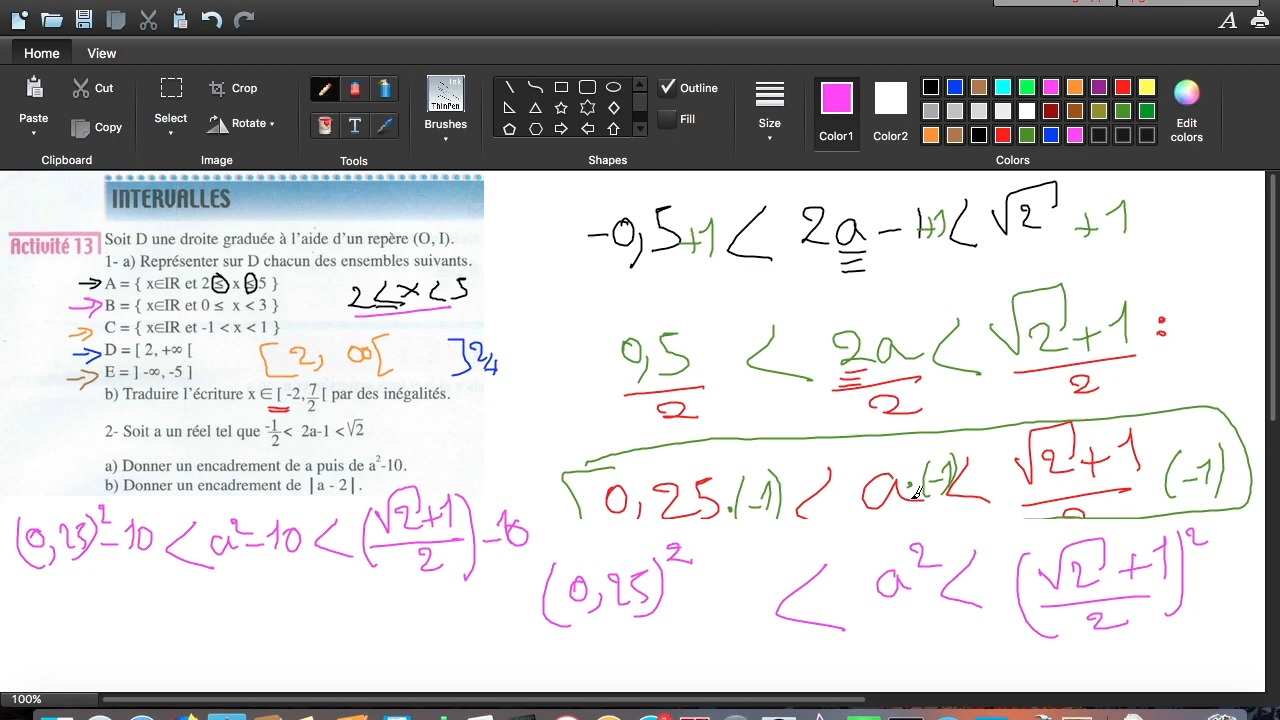 Home View
Cut
Paste
Copy
Clipboard
Select
Crop
Rotate
Image
Tools
Brushes
Outline
Fill
Shapes
Size
Color1
Color2
Edit colors
Colors
INTERVALLES
Activité 13
Soit D une droite graduée à l'aide d'un repère (O, I).
1- a) Représenter sur D chacun des ensembles suivants.
A = { x∈IR et 2 ≤ x ≤ 5 }
2 ≤ x < 5
B = { x∈IR et 0 ≤ x < 3 }
C = { x∈IR et -1 < x < 1 }
D = [ 2, +∞ [
[2, ∞[
]2/4
E = ] -∞, -5 ]
b) Traduire l'écriture x ∈ [ -2, 7/2 [ par des inégalités.
2- Soit a un réel tel que -1/2 < 2a-1 < √2
a) Donner un encadrement de a puis de a²-10.
b) Donner un encadrement de |a - 2|.
(0,25)² - 10 < a² - 10 < (√2+1)/2) - 10
-0,5 +1 < 2a - 1 +1 < √2 +1
0,5/2 < 2a/2 < √2+1/2 :
0,25 .(-1) < a .(-1) < √2+1 (-1)
(0,25)² < a² < (√2+1/2)²
100%